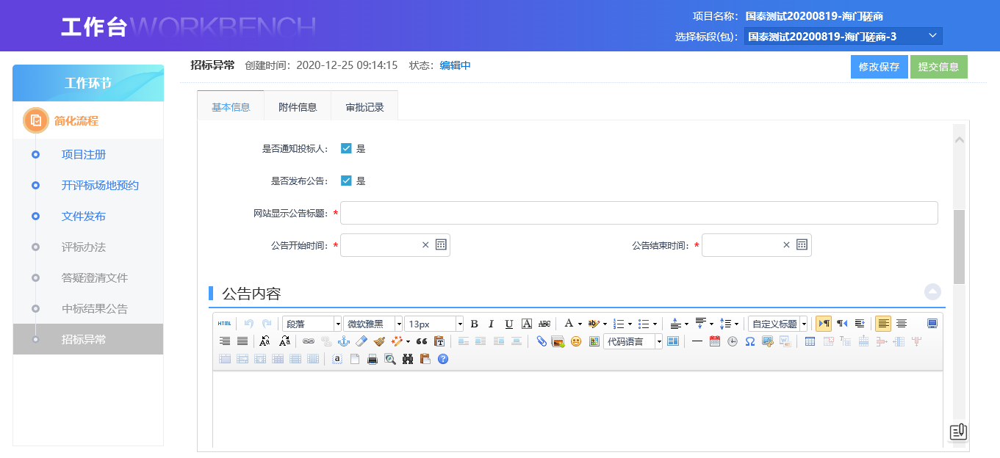 工作台WORKBENCH
项目名称： 国泰测试20200819-海门磋商
选择标段(包)： 国泰测试20200819-海门磋商-3
招标异常 创建时间：2020-12-25 09:14:15 状态：编辑中
修改保存 提交信息
工作环节
简化流程
项目注册
开评标场地预约
文件发布
评标办法
答疑澄清文件
中标结果公告
招标异常
基本信息 附件信息 审批记录
是否通知投标人： 是
是否发布公告： 是
网站显示公告标题：*
公告开始时间：* 公告结束时间：*
公告内容
HTML 段落 微软雅黑 13px B I U A ABC A ab 自定义标题
代码语言
a